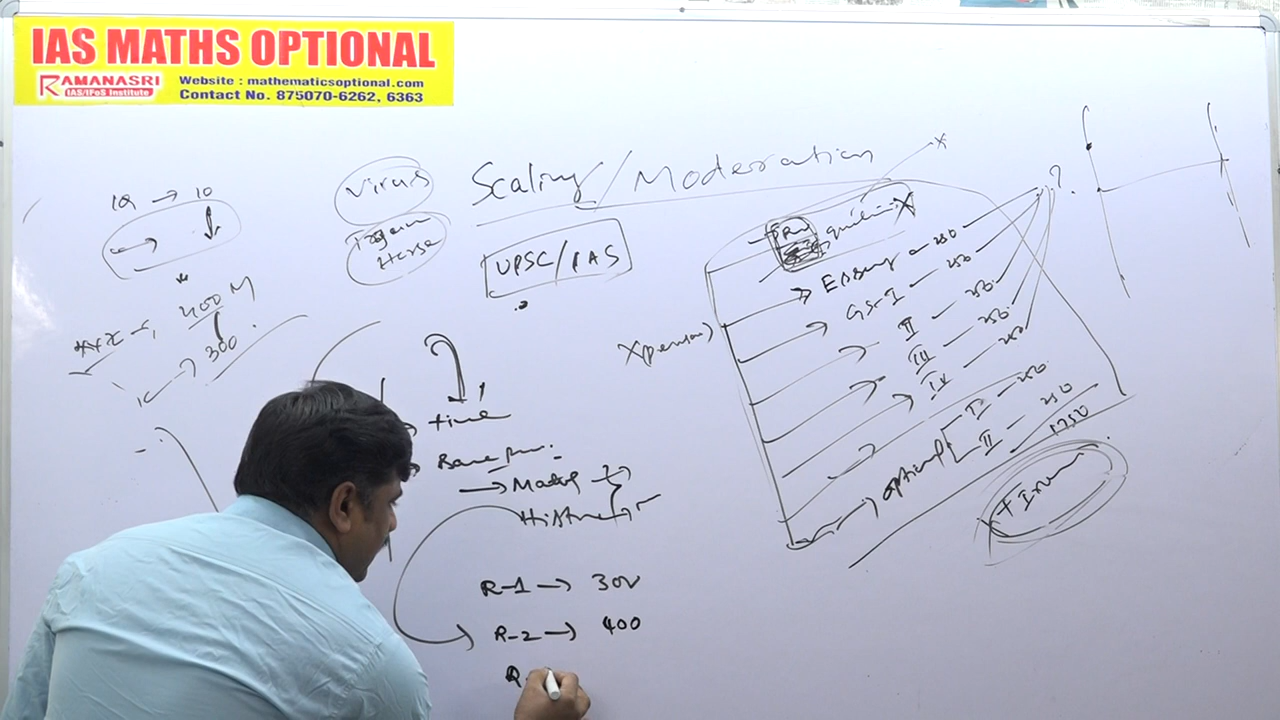 IAS MATHS OPTIONAL
RAMANASRI
IAS/IFoS Institute
Website : mathematicsoptional.com
Contact No. 875070-6262, 6363
Scaling / Moderation
Virus
Trojan
Horse
UPSC/IAS
10
400 M
300
X person)
Essay 250
GS-I 250
II 250
III 250
IV 250
optional I 250
II 250
1750
time
Maths
History
R-1 → 300
R-2 → 400
R